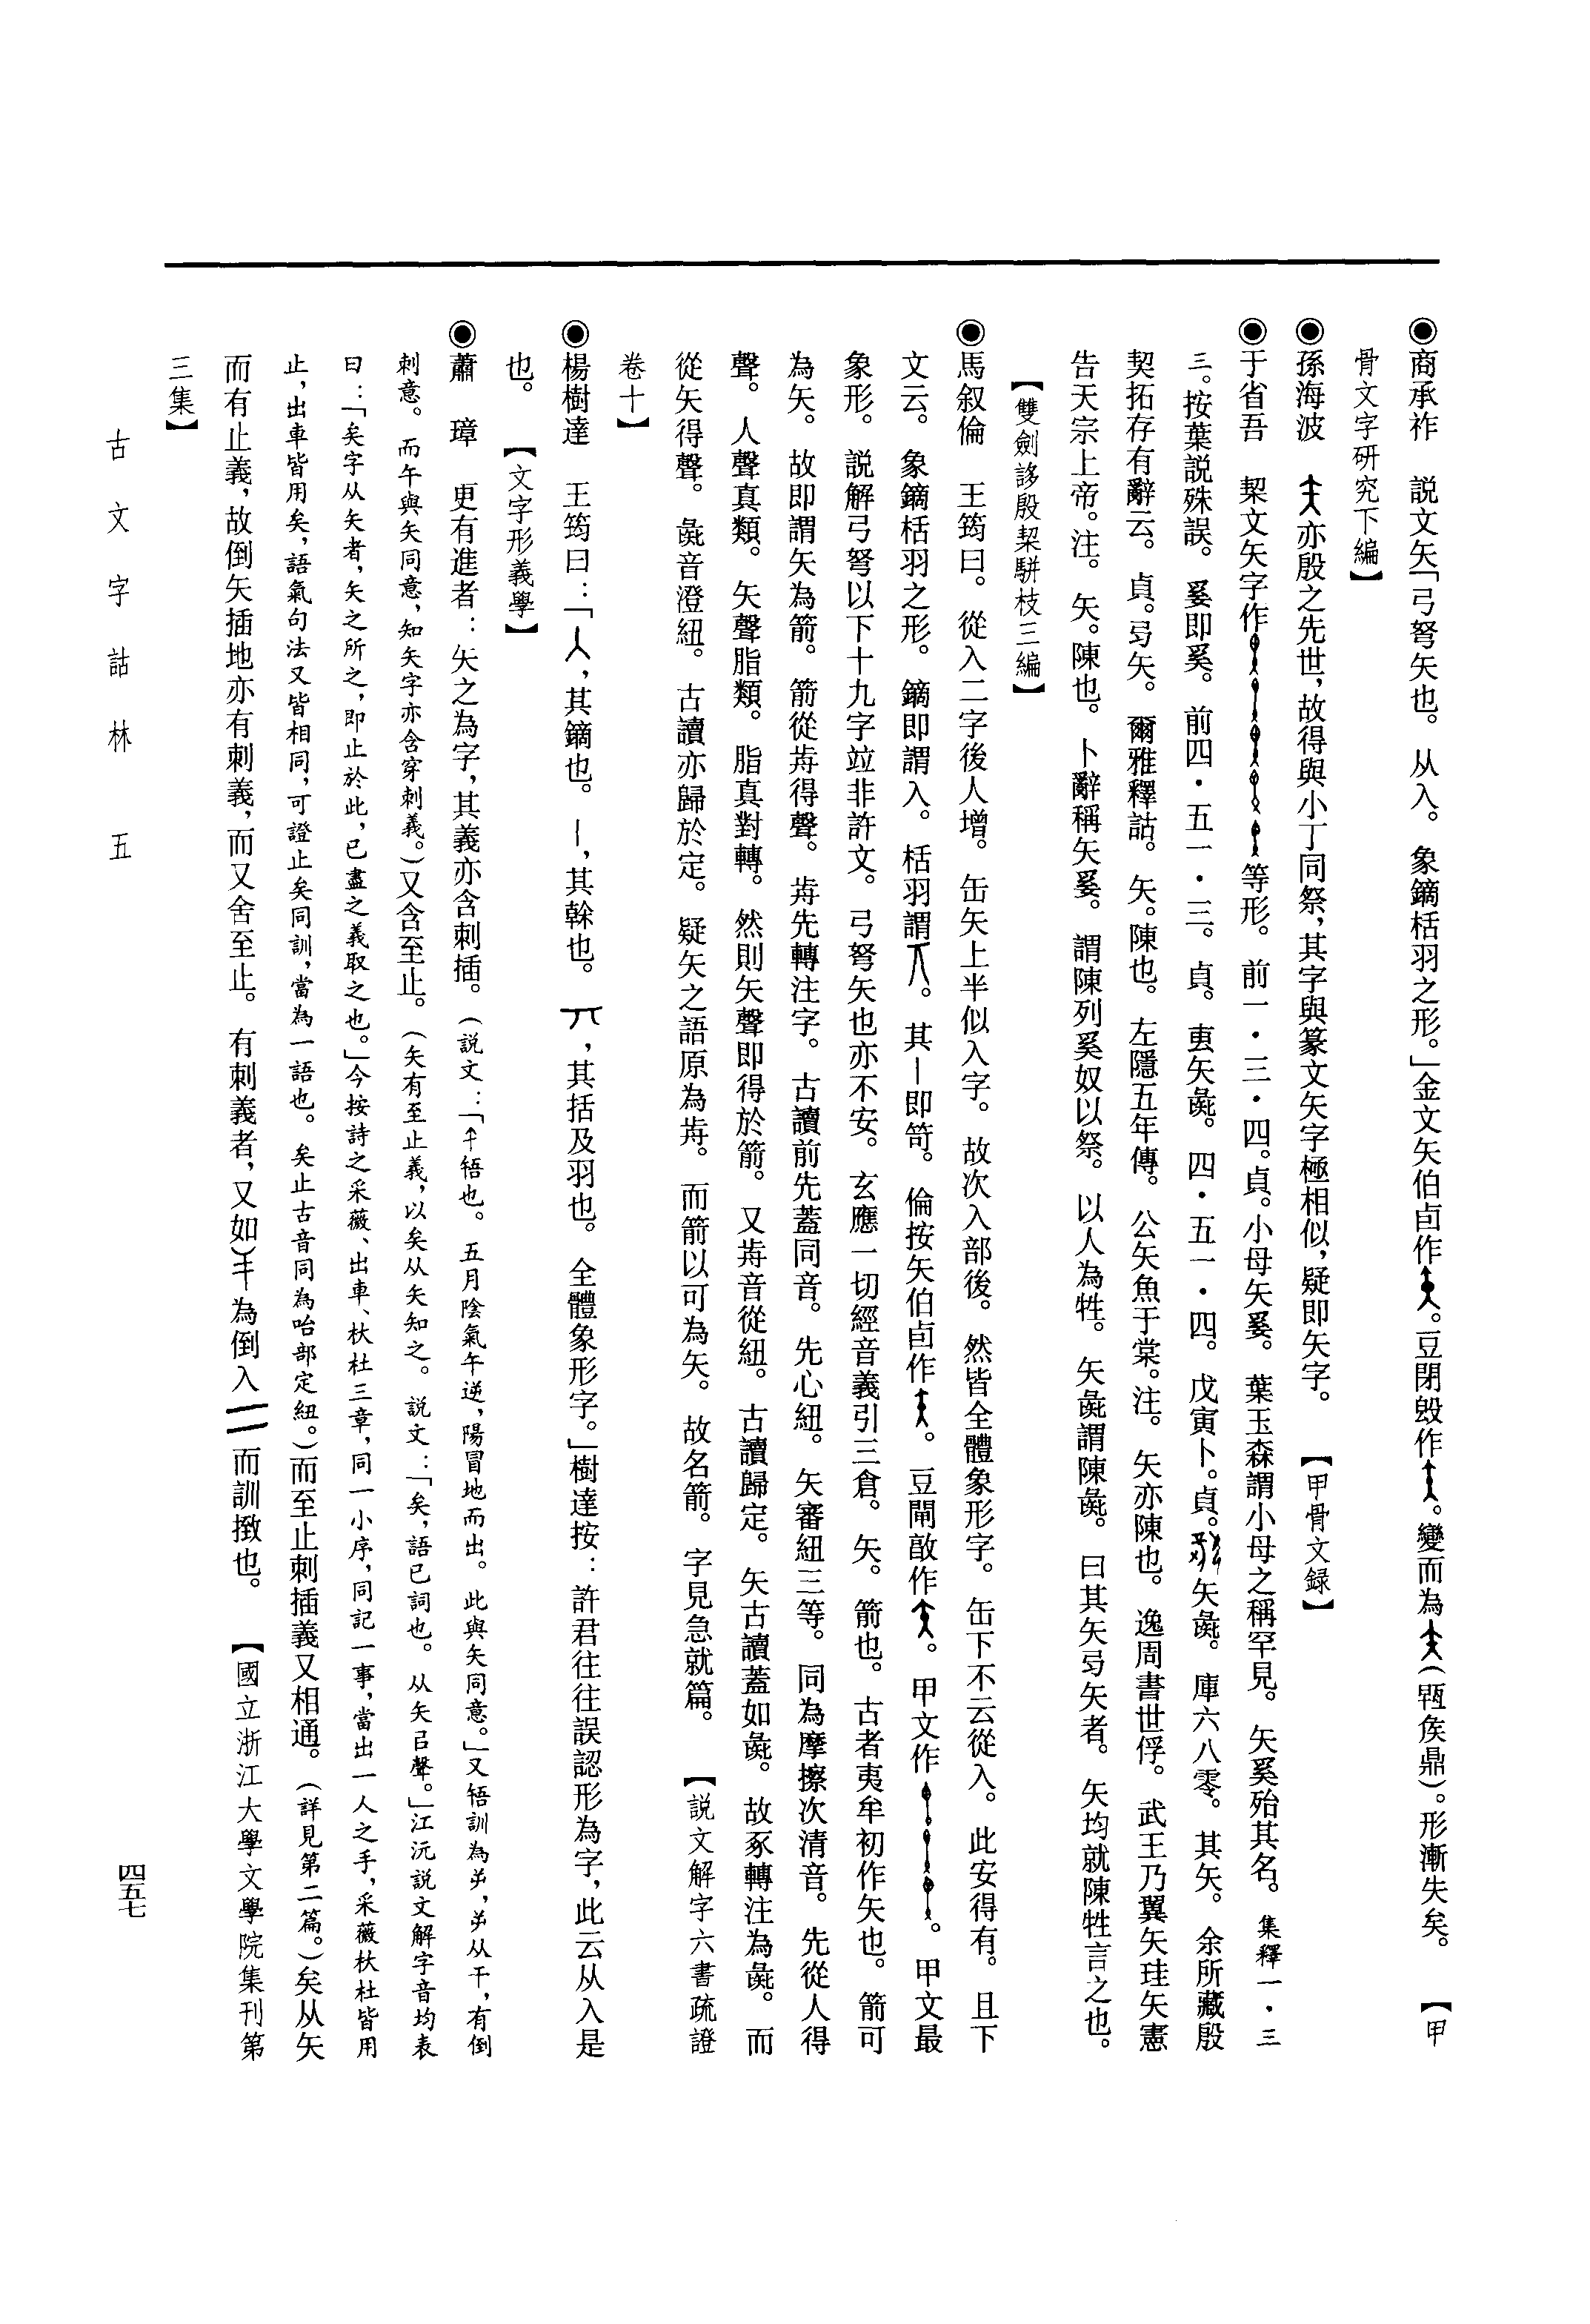 ◉商承祚　説文矢「弓弩矢也。从入。象鏑栝羽之形。」金文矢伯卣作。豆閉毀作。變而為(䍃矦鼎)。形漸失矣。【甲
骨文字研究下編】
◉孫海波　亦殷之先世，故得與小丁同祭，其字與篆文矢字極相似，疑即矢字。【甲骨文録】
◉于省吾　栔文矢字作等形。前一・三・四。貞。小母矢奚。葉玉森謂小母之稱罕見。矢奚殆其名。集釋一・三
三。按葉説殊誤。㚣即奚。前四・五一・三。貞。叀矢彘。四・五一・四。戊寅卜。貞。矢彘。庫六八零。其矢。余所藏殷
栔拓存有辭云。貞。弜矢。爾雅釋詁。矢。陳也。左隱五年傳。公矢魚于棠。注。矢亦陳也。逸周書世俘。武王乃翼矢珪矢憲
告天宗上帝。注。矢。陳也。卜辭稱矢奚。謂陳列奚奴以祭。以人為牲。矢彘謂陳彘。曰其矢弜矢者。矢均就陳牲言之也。
【雙劍誃殷栔駢枝三編】
◉馬叙倫　王筠曰。從入二字後人增。缶矢上半似入字。故次入部後。然皆全體象形字。缶下不云從入。此安得有。且下
文云。象鏑栝羽之形。鏑即謂入。栝羽謂。其丨即笴。倫按矢伯卣作。豆閉敃作。甲文作。甲文最
象形。説解弓弩以下十九字竝非許文。弓弩矢也亦不安。玄應一切經音義引三倉。矢。箭也。古者夷牟初作矢也。箭可
為矢。故即謂矢為箭。箭從歬得聲。歬先轉注字。古讀前先蓋同音。先心紐。矢審紐三等。同為摩擦次清音。先從人得
聲。人聲真類。矢聲脂類。脂真對轉。然則矢聲即得於箭。又歬音從紐。古讀歸定。矢古讀蓋如彘。故豕轉注為彘。而
從矢得聲。彘音澄紐。古讀亦歸於定。疑矢之語原為歬。而箭以可為矢。故名箭。字見急就篇。【説文解字六書疏證
卷十】
◉楊樹達　王筠曰：「，其鏑也。丨，其榦也。，其括及羽也。全體象形字。」樹達按：許君往往誤認形為字，此云从入是
也。【文字形義學】
◉蕭　璋　更有進者：矢之為字，其義亦含刺插。(説文：「啎也。五月陰氣午逆，陽冒地而出。此與矢同意。」又啎訓為屰，屰从干，有倒
刺意。而午與矢同意，知矢字亦含穿刺義。)又含至止。(矢有至止義，以矣从矢知之。説文：「矣，語已詞也。从矢㠯聲。」江沅説文解字音均表
曰：「矣字从矢者，矢之所之，即止於此，已盡之義取之也。」今按詩之采薇、出車、杕杜三章，同一小序，同記一事，當出一人之手，采薇杕杜皆用
止，出車皆用矣，語氣句法又皆相同，可證止矣同訓，當為一語也。矣止古音同為咍部定紐。)而至止刺插義又相通。(詳見第二篇。)矣从矢
而有止義，故倒矢插地亦有刺義，而又舍至止。有刺義者，又如𢆉為倒入二而訓㨖也。【國立浙江大學文學院集刊第
三集】
古文字詁林　五
四五七